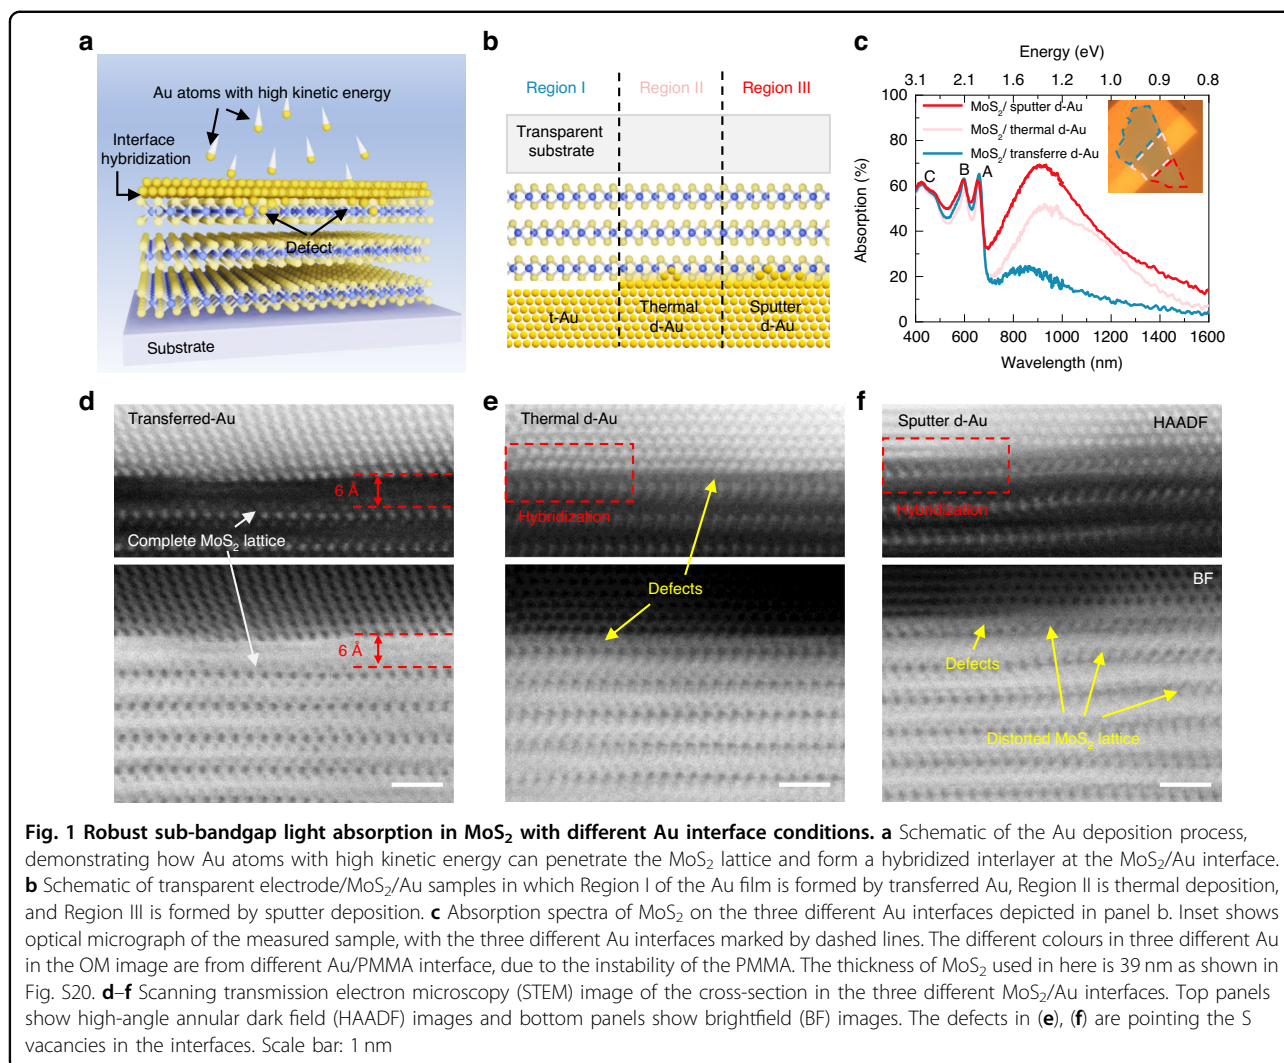 a
Au atoms with high kinetic energy
Interface
hybridization
Defect
Substrate
b
Region I
Region II
Region III
Transparent
substrate
t-Au
Thermal
d-Au
Sputter
d-Au
c
Energy (eV)
3.1 2.1 1.6 1.2 1.0 0.9 0.8
100
80
60
40
20
0
Absorption (%)
MoS₂/ sputter d-Au
MoS₂/ thermal d-Au
MoS₂/ transferre d-Au
C
B
A
400 600 800 1000 1200 1400 1600
Wavelength (nm)
d
Transferred-Au
6 Å
Complete MoS₂ lattice
6 Å
e
Thermal d-Au
Hybridization
Defects
f
Sputter d-Au
HAADF
Hybridization
BF
Defects
Distorted MoS₂ lattice
Fig. 1 Robust sub-bandgap light absorption in MoS₂ with different Au interface conditions. a Schematic of the Au deposition process,
demonstrating how Au atoms with high kinetic energy can penetrate the MoS₂ lattice and form a hybridized interlayer at the MoS₂/Au interface.
b Schematic of transparent electrode/MoS₂/Au samples in which Region I of the Au film is formed by transferred Au, Region II is thermal deposition,
and Region III is formed by sputter deposition. c Absorption spectra of MoS₂ on the three different Au interfaces depicted in panel b. Inset shows
optical micrograph of the measured sample, with the three different Au interfaces marked by dashed lines. The different colours in three different Au
in the OM image are from different Au/PMMA interface, due to the instability of the PMMA. The thickness of MoS₂ used in here is 39 nm as shown in
Fig. S20. d–f Scanning transmission electron microscopy (STEM) image of the cross-section in the three different MoS₂/Au interfaces. Top panels
show high-angle annular dark field (HAADF) images and bottom panels show brightfield (BF) images. The defects in (e), (f) are pointing the S
vacancies in the interfaces. Scale bar: 1 nm